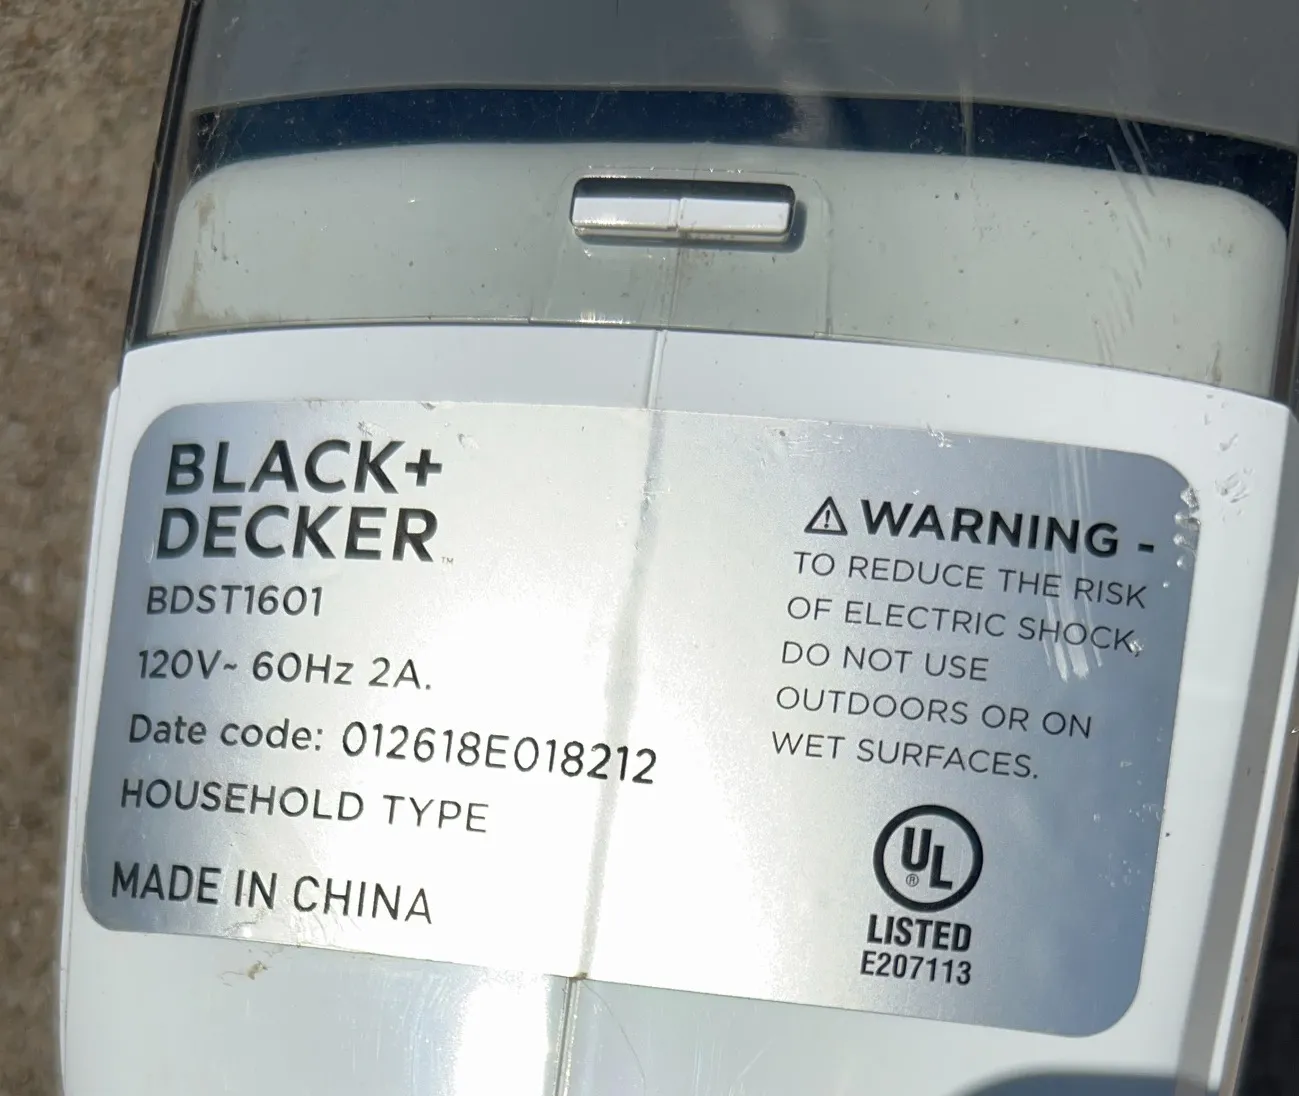 BLACK+
DECKER™
BDST1601
120V~ 60Hz 2A.
Date code: 012618E018212
HOUSEHOLD TYPE
MADE IN CHINA
⚠ WARNING -
TO REDUCE THE RISK
OF ELECTRIC SHOCK,
DO NOT USE
OUTDOORS OR ON
WET SURFACES.
UL®
LISTED
E207113